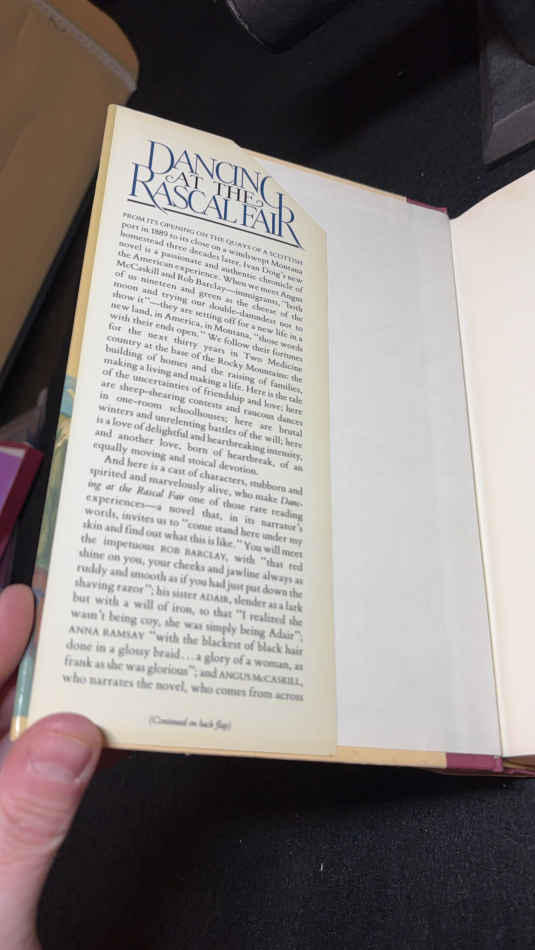 DANCING
AT THE
RASCAL FAIR
FROM ITS OPENING ON THE QUAYS OF A SCOTTISH
port in 1889 to its close on a windswept Montana
homestead three decades later, Ivan Doig's new
novel is a passionate and authentic chronicle of
the American experience. When we meet Angus
McCaskill and Rob Barclay—immigrants, "both
of us nineteen and green as the cheese of the
moon and trying our double-damnedest not to
show it"—they are setting off for a new life in a
new land, in America, in Montana, "those words
with their ends open." We follow their fortunes
for the next thirty years in Two Medicine
country at the base of the Rocky Mountains: the
building of homes and the raising of families,
making a living and making a life. Here is the tale
of the uncertainties of friendship and love; here
are sheep-shearing contests and raucous dances
in one-room schoolhouses; here are brutal
winters and unrelenting battles of the will; here
is a love of delightful and heartbreaking intensity,
and another love, born of heartbreak, of an
equally moving and stoical devotion.
And here is a cast of characters, stubborn and
spirited and marvelously alive, who make Danc-
ing at the Rascal Fair one of those rare reading
experiences—a novel that, in its narrator's
words, invites us to "come stand here under my
skin and find out what this is like." You will meet
the impetuous ROB BARCLAY, with "that red
shine on you, your cheeks and jawline always as
ruddy and smooth as if you had just put down the
shaving razor"; his sister ADAIR, slender as a lark
but with a will of iron, so that "I realized she
wasn't being coy, she was simply being Adair";
ANNA RAMSAY "with the blackest of black hair
done in a glossy braid...a glory of a woman, as
frank as she was glorious"; and ANGUS McCASKILL,
who narrates the novel, who comes from across
(Continued on back flap)